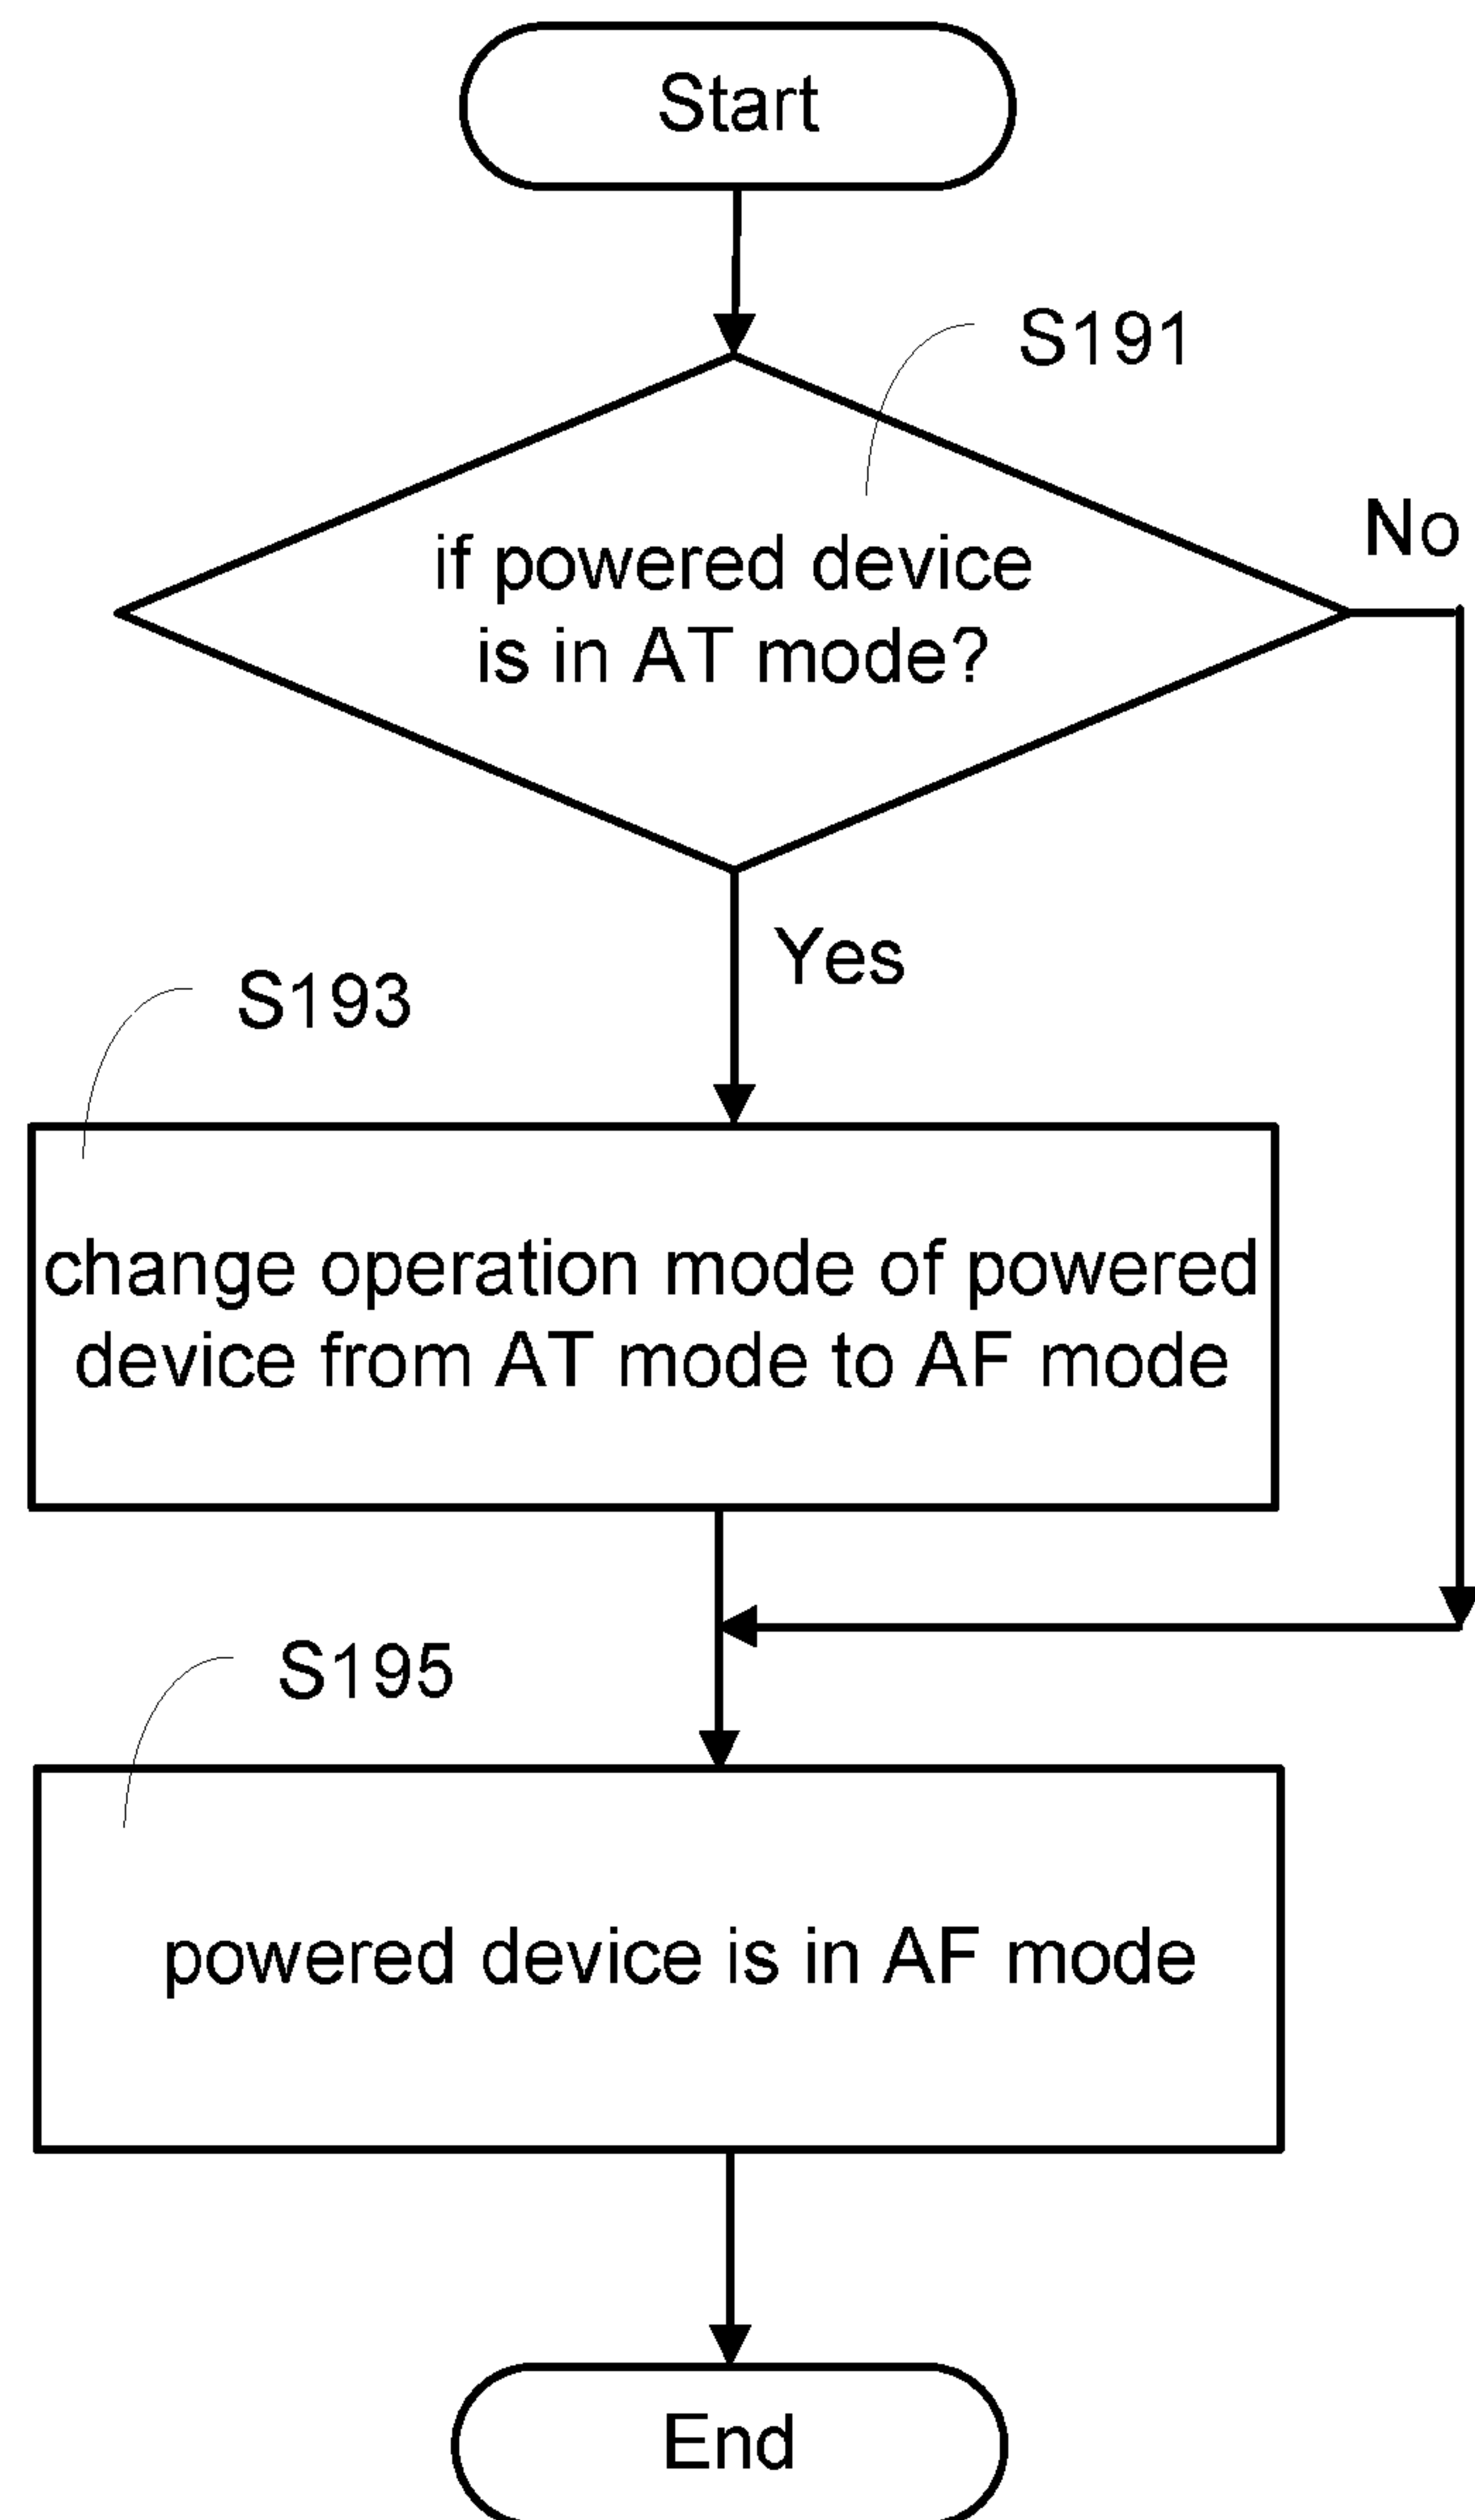 Start
S191
No
if powered device
is in AT mode?
Yes
S193
change operation mode of powered
device from AT mode to AF mode
S195
powered device is in AF mode
End